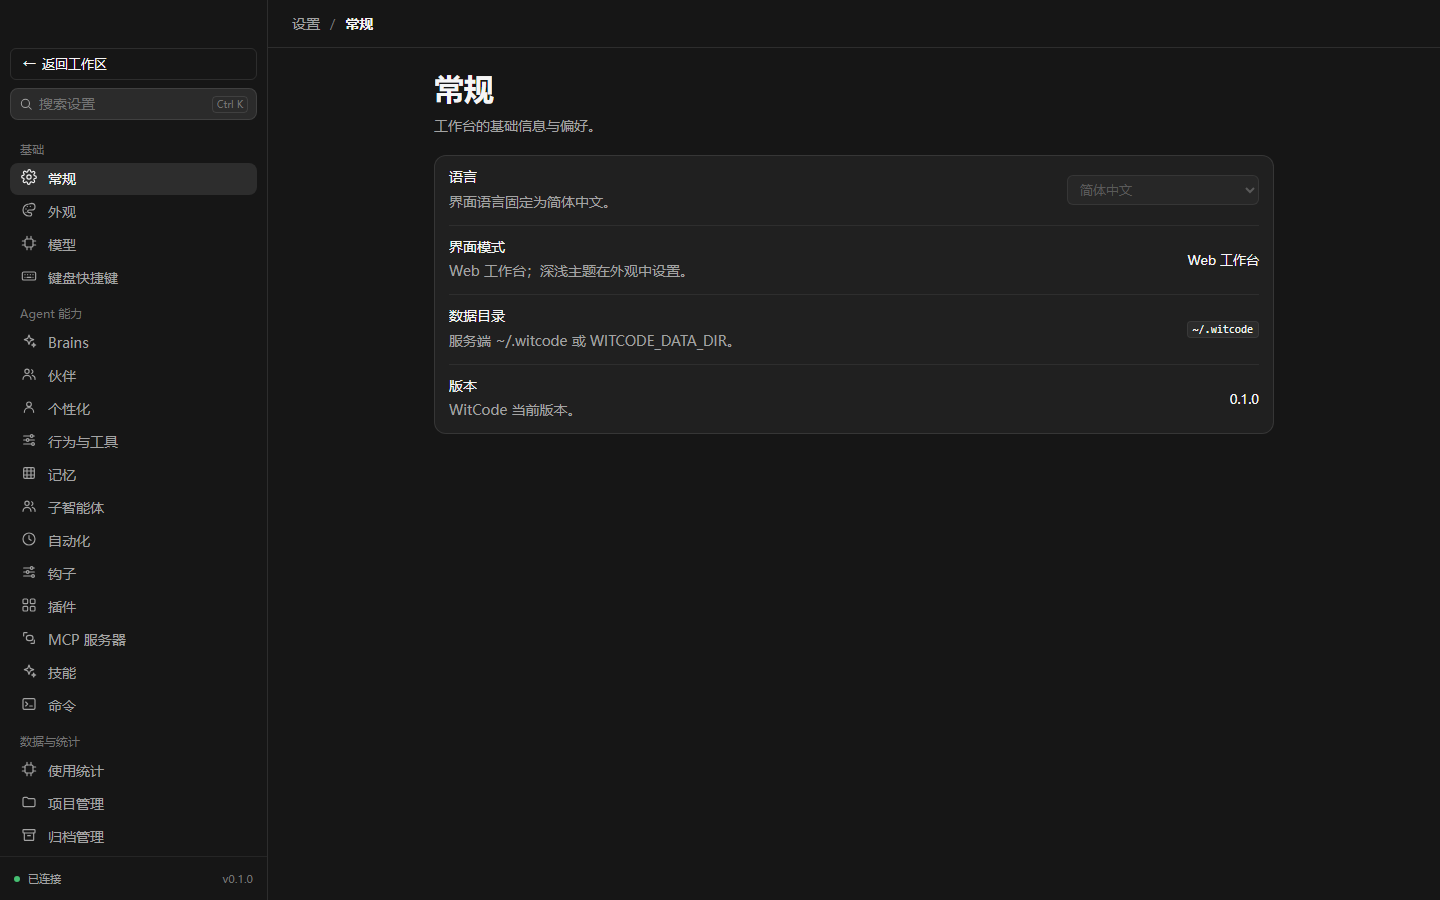 ← 返回工作区
搜索设置 Ctrl K
基础
常规
外观
模型
键盘快捷键
Agent 能力
Brains
伙伴
个性化
行为与工具
记忆
子智能体
自动化
钩子
插件
MCP 服务器
技能
命令
数据与统计
使用统计
项目管理
归档管理
已连接 v0.1.0
设置 / 常规
常规
工作台的基础信息与偏好。
语言
界面语言固定为简体中文。
简体中文
界面模式
Web 工作台；深浅主题在外观中设置。
Web 工作台
数据目录
服务端 ~/.witcode 或 WITCODE_DATA_DIR。
~/.witcode
版本
WitCode 当前版本。
0.1.0